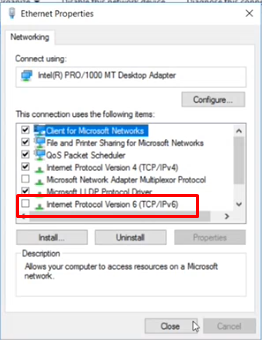 Ethernet Properties
Networking
Connect using:
Intel(R) PRO/1000 MT Desktop Adapter
Configure...
This connection uses the following items:
Client for Microsoft Networks
File and Printer Sharing for Microsoft Networks
QoS Packet Scheduler
Internet Protocol Version 4 (TCP/IPv4)
Microsoft Network Adapter Multiplexor Protocol
Microsoft LLDP Protocol Driver
Internet Protocol Version 6 (TCP/IPv6)
Install...
Uninstall
Properties
Description
Allows your computer to access resources on a Microsoft
network.
Close
Cancel